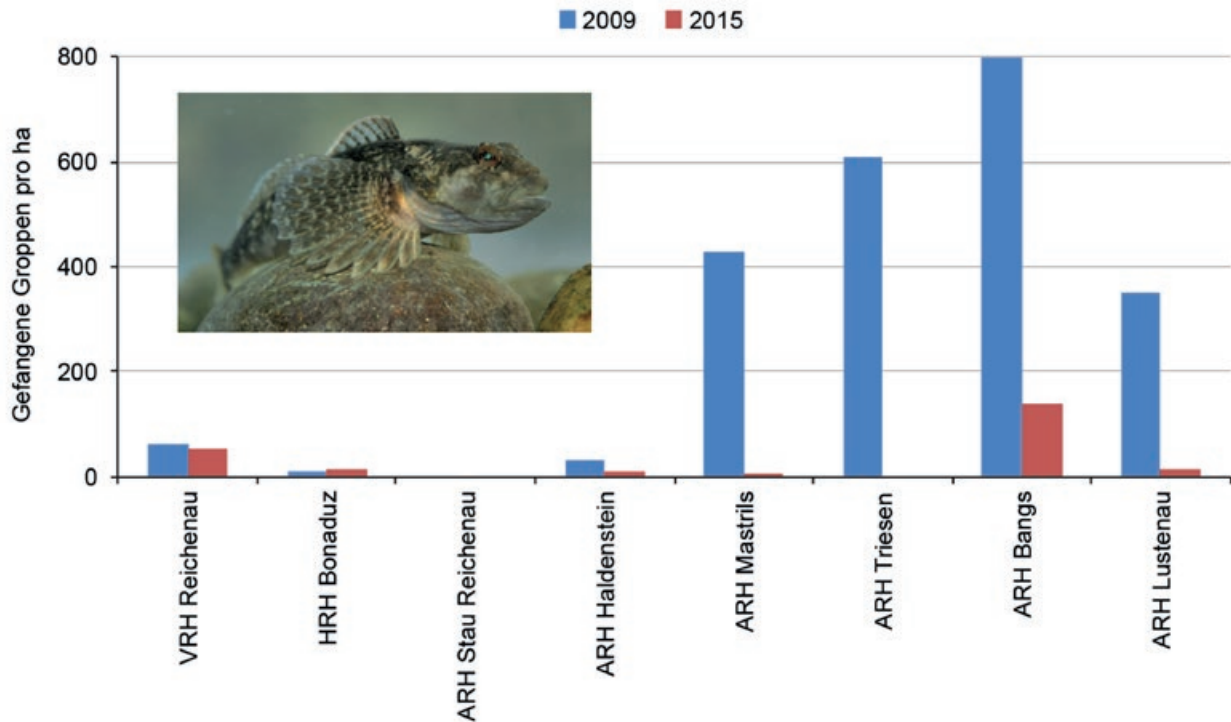 2009 2015
Gefangene Groppen pro ha
800
600
400
200
0
VRH Reichenau
HRH Bonaduz
ARH Stau Reichenau
ARH Haldenstein
ARH Mastrils
ARH Triesen
ARH Bangs
ARH Lustenau